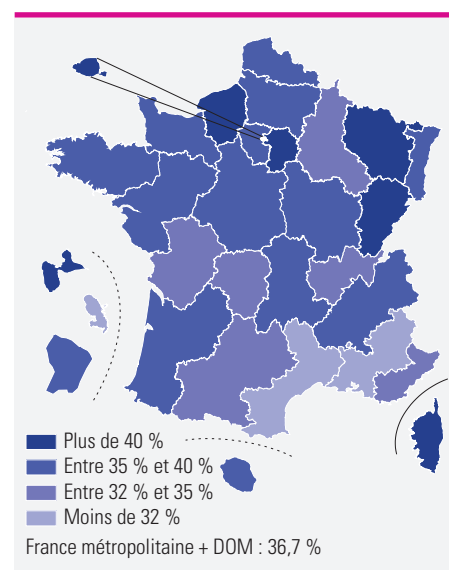 Plus de 40 %
Entre 35 % et 40 %
Entre 32 % et 35 %
Moins de 32 %
France métropolitaine + DOM : 36,7 %